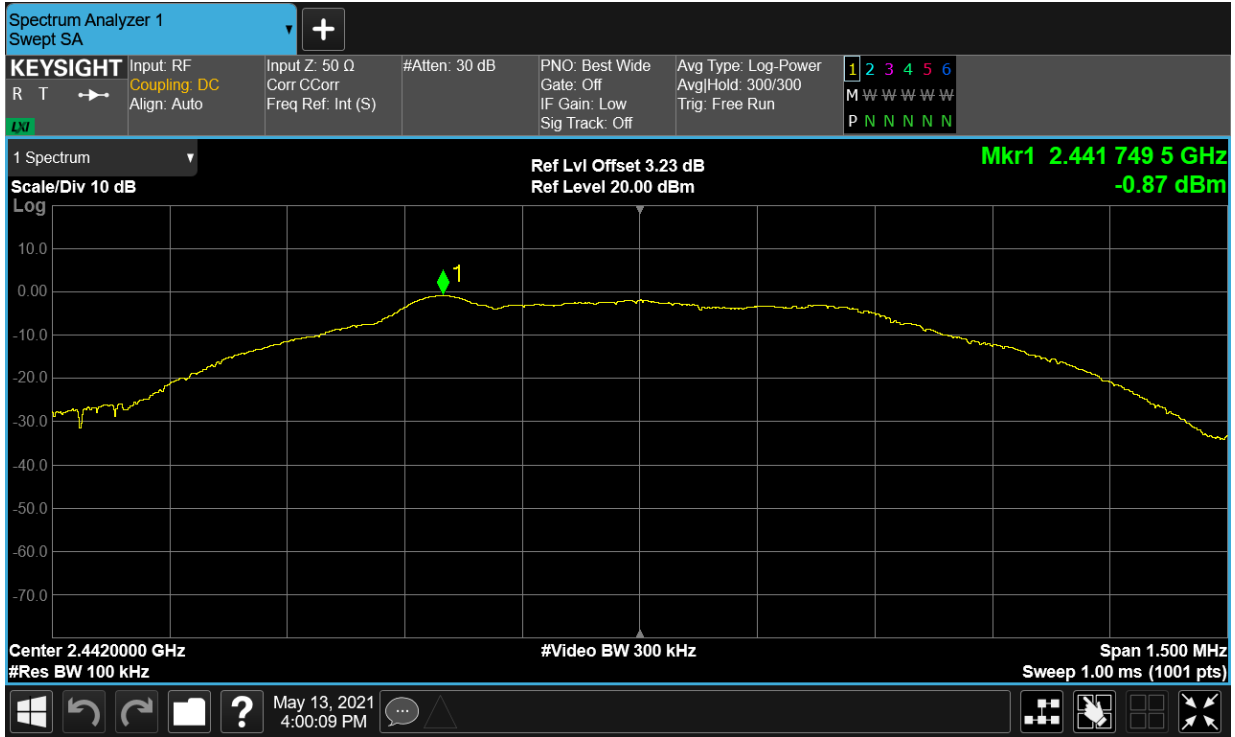 Spectrum Analyzer 1
Swept SA
KEYSIGHT
R T
LXI
Input: RF
Coupling: DC
Align: Auto
Input Z: 50 Ω
Corr CCorr
Freq Ref: Int (S)
#Atten: 30 dB
PNO: Best Wide
Gate: Off
IF Gain: Low
Sig Track: Off
Avg Type: Log-Power
Avg|Hold: 300/300
Trig: Free Run
1 2 3 4 5 6
M W W W W W
P N N N N N
1 Spectrum
Scale/Div 10 dB
Log
Ref Lvl Offset 3.23 dB
Ref Level 20.00 dBm
Mkr1 2.441 749 5 GHz
-0.87 dBm
10.0
0.00
1
-10.0
-20.0
-30.0
-40.0
-50.0
-60.0
-70.0
Center 2.4420000 GHz
#Video BW 300 kHz
Span 1.500 MHz
#Res BW 100 kHz
Sweep 1.00 ms (1001 pts)
?
May 13, 2021
4:00:09 PM